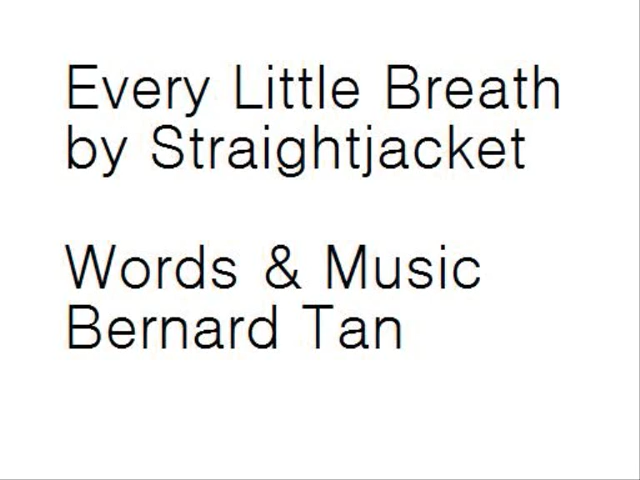 Every Little Breath
by Straightjacket
Words & Music
Bernard Tan